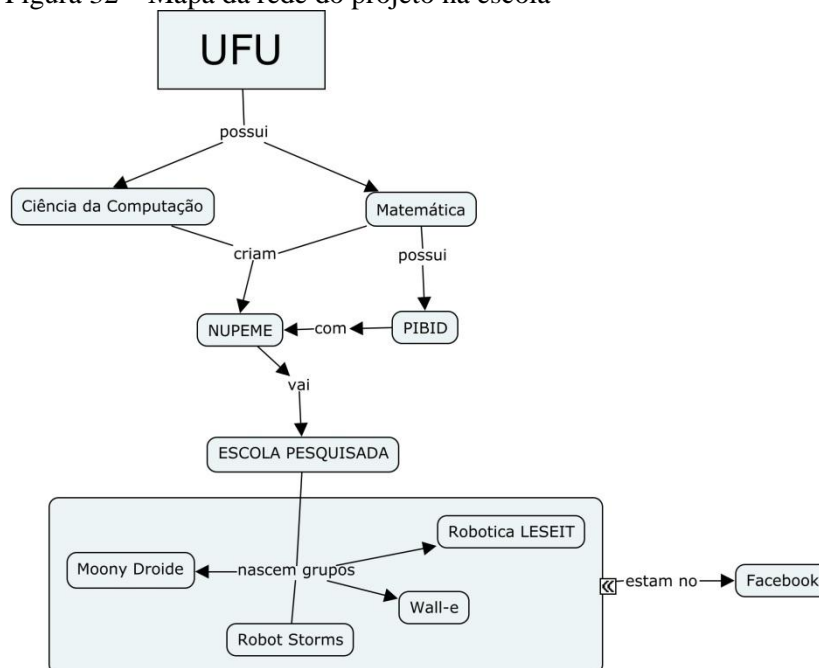 Figura 32 – Mapa da rede do projeto na escola
UFU
possui
Ciência da Computação
Matemática
criam
possui
NUPEME
com
PIBID
vai
ESCOLA PESQUISADA
Robotica LESEIT
Moony Droide
nascem grupos
estam no
Facebook
Wall-e
Robot Storms